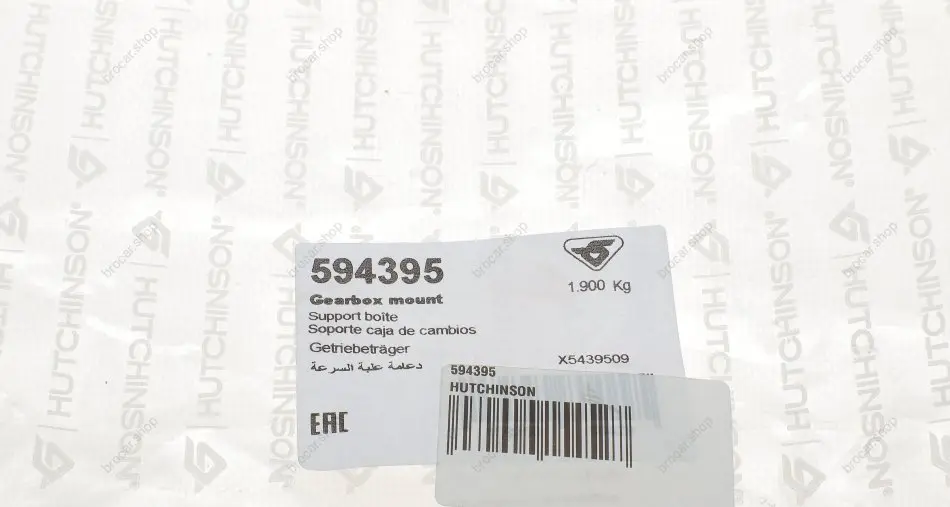 594395
1.900 Kg
Gearbox mount
Support boîte
Soporte caja de cambios
Getriebeträger
X5439509
دعامة علبة السرعة
EAC
594395
HUTCHINSON
HUTCHINSON
brocar.shop